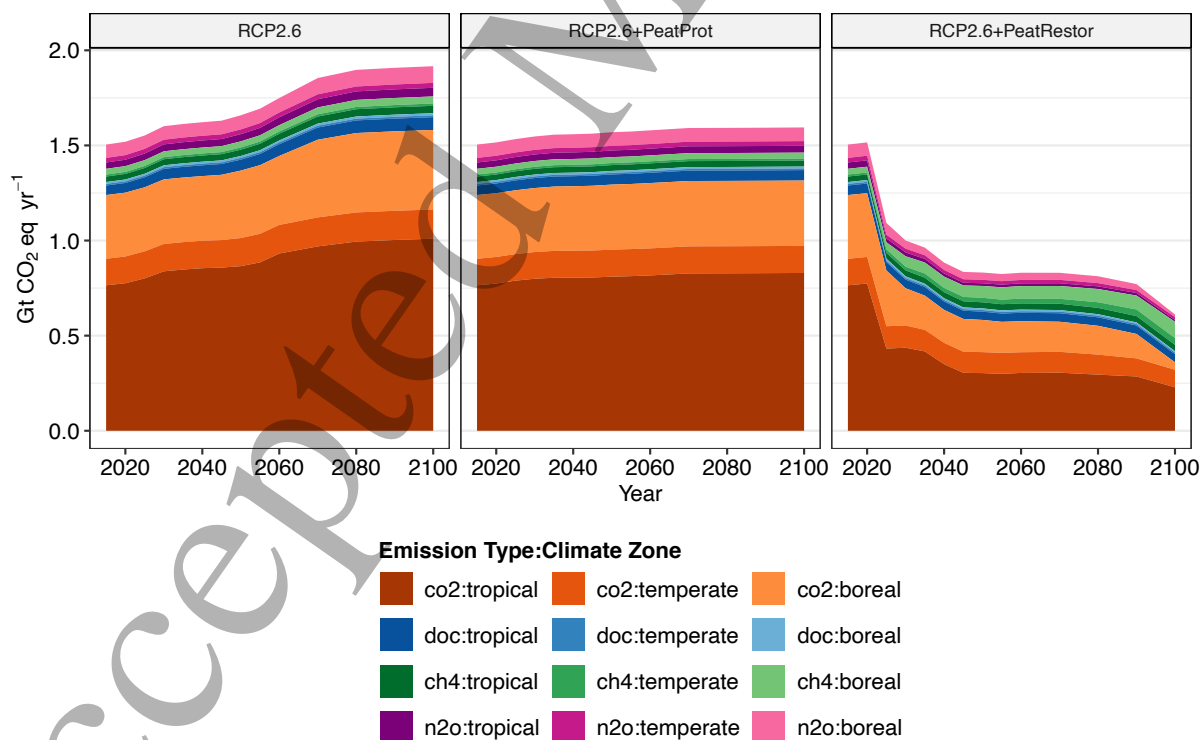 RCP2.6 RCP2.6+PeatProt RCP2.6+PeatRestor
2.0
1.5
1.0
0.5
0.0
Gt CO₂ eq yr⁻¹
2020 2040 2060 2080 2100 2020 2040 2060 2080 2100 2020 2040 2060 2080 2100
Year
Emission Type:Climate Zone
co2:tropical co2:temperate co2:boreal
doc:tropical doc:temperate doc:boreal
ch4:tropical ch4:temperate ch4:boreal
n2o:tropical n2o:temperate n2o:boreal
ccepted M